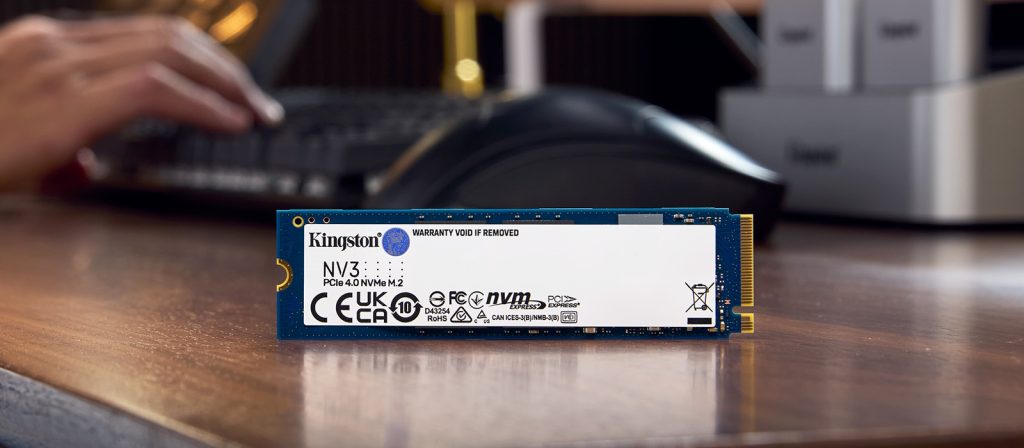 Kingston®
WARRANTY VOID IF REMOVED
NV3
PCIe 4.0 NVMe M.2
CE UK CA 10 FC nvm EXPRESS PCI EXPRESS®
D43254
RoHS
C US
CAN ICES-3(B)/NMB-3(B)